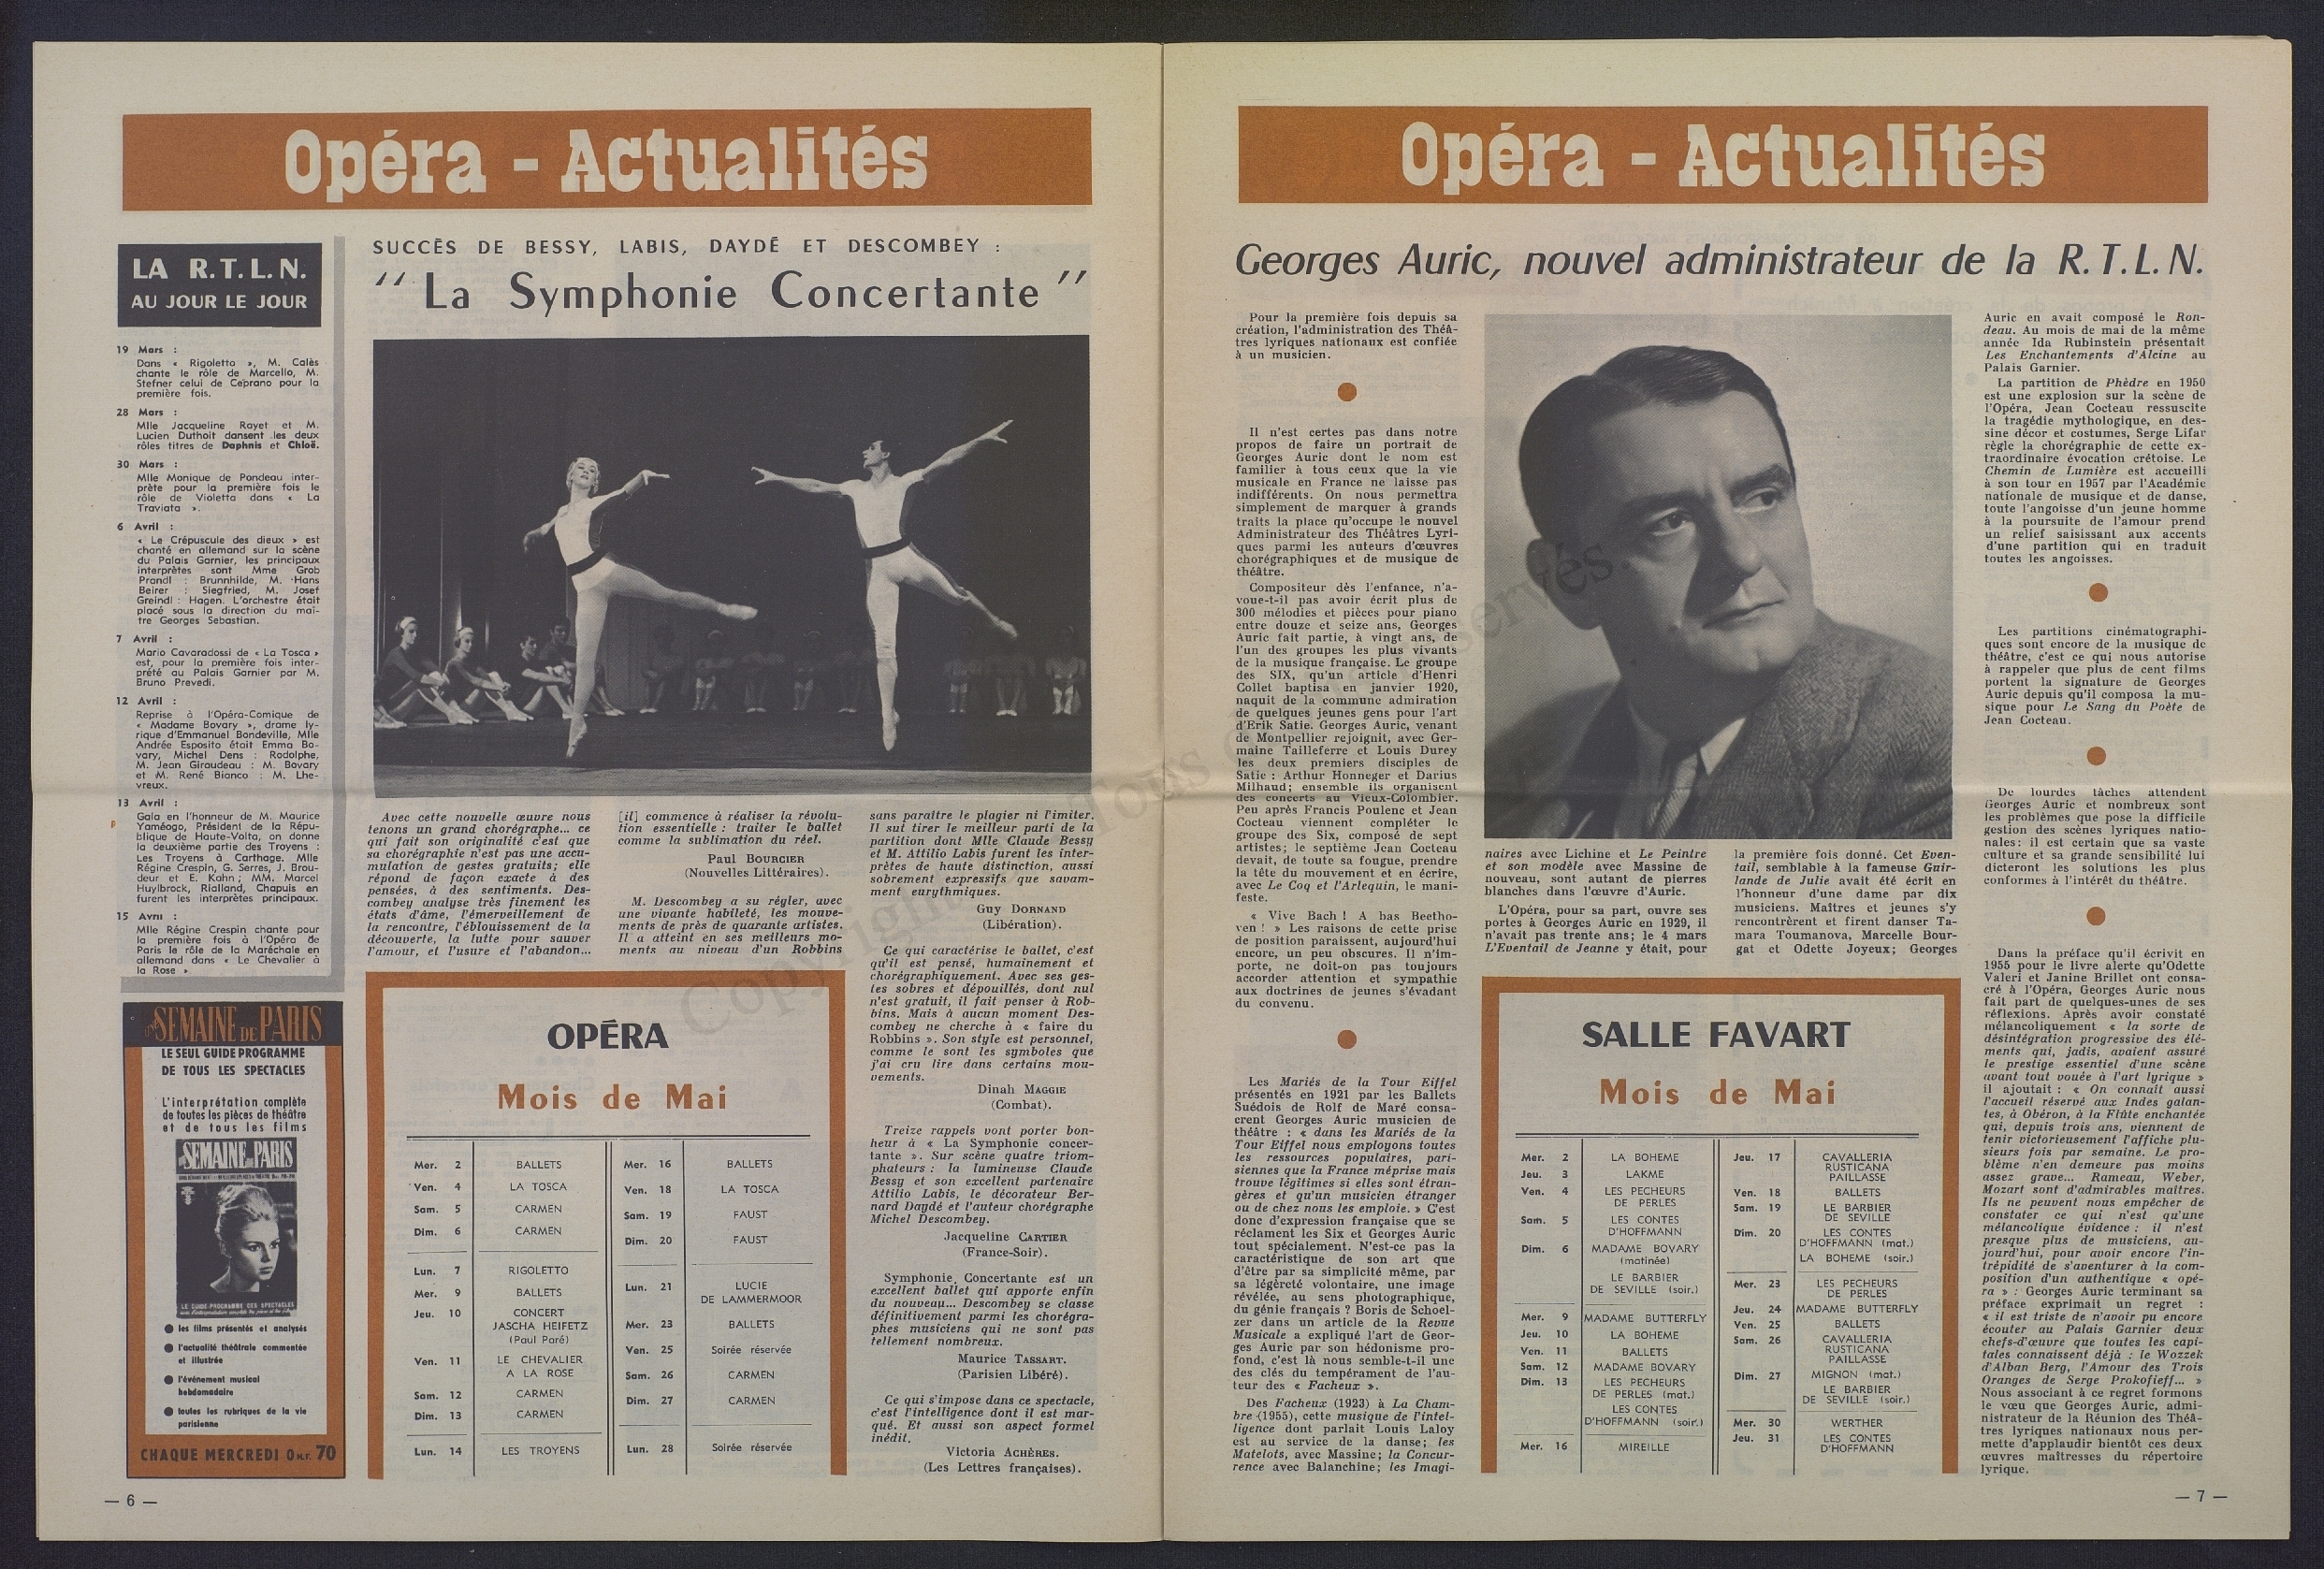 Opéra - Actualités
LA R.T.L.N.
AU JOUR LE JOUR
19 Mars :
Dans « Rigoletto », M. Calès
chante le rôle de Marcello, M.
Stefner celui de Ceprano pour la
première fois.
28 Mars :
Mlle Jacqueline Rayet et M.
Lucien Duthoit dansent les deux
rôles titres de Daphnis et Chloë.
30 Mars :
Mlle Monique de Pondeau inter-
prète pour la première fois le
rôle de Violetta dans « La
Traviata ».
6 Avril :
« Le Crépuscule des dieux » est
chanté en allemand sur la scène
du Palais Garnier, les principaux
interprètes sont Mme Grob
Prandl : Brunnhilde, M. Hans
Beirer : Siegfried, M. Josef
Greindl : Hagen. L'orchestre était
placé sous la direction du maî-
tre Georges Sebastian.
7 Avril :
Mario Cavaradossi de « La Tosca »
est, pour la première fois inter-
prété au Palais Garnier par M.
Bruno Prevedi.
12 Avril :
Reprise à l'Opéra-Comique de
« Madame Bovary », drame ly-
rique d'Emmanuel Bondeville, Mlle
Andrée Esposito était Emma Bo-
vary, Michel Dens : Rodolphe,
M. Jean Giraudeau : M. Bovary
et M. René Bianco : M. Lhe-
vreux.
13 Avril :
Gala en l'honneur de M. Maurice
Yaméogo, Président de la Répu-
blique de Haute-Volta, on donne
la deuxième partie des Troyens :
Les Troyens à Carthage. Mlle
Régine Crespin, G. Serres, J. Brou-
deur et E. Kahn ; MM. Marcel
Huylbrock, Rialland, Chapuis en
furent les interprètes principaux.
15 Avril :
Mlle Régine Crespin chante pour
la première fois à l'Opéra de
Paris le rôle de la Maréchale en
allemand dans « Le Chevalier à
la Rose »
SEMAINE DE PARIS
LE SEUL GUIDE PROGRAMME
DE TOUS LES SPECTACLES
L'interprétation complète
de toutes les pièces de théâtre
et de tous les films
SEMAINE DE PARIS
LE GUIDE-PROGRAMME DES SPECTACLES
les films présentés et analysés
l'actualité théâtrale commentée
et illustrée
l'événement musical
hebdomadaire
toutes les rubriques de la vie
parisienne
CHAQUE MERCREDI 0 N.F. 70
SUCCÈS DE BESSY, LABIS, DAYDÉ ET DESCOMBEY :
" La Symphonie Concertante "
Avec cette nouvelle œuvre nous
tenons un grand chorégraphe... ce
qui fait son originalité c'est que
sa chorégraphie n'est pas une accu-
mulation de gestes gratuits; elle
répond de façon exacte à des
pensées, à des sentiments. Des-
combey analyse très finement les
états d'âme, l'émerveillement de
la rencontre, l'éblouissement de la
découverte, la lutte pour sauver
l'amour, et l'usure et l'abandon...
[il] commence à réaliser la révolu-
tion essentielle : traiter le ballet
comme la sublimation du réel.
Paul BOURCIER
(Nouvelles Littéraires).
M. Descombey a su régler, avec
une vivante habileté, les mouve-
ments de près de quarante artistes.
Il a atteint en ses meilleurs mo-
ments au niveau d'un Robbins
sans paraître le plagier ni l'imiter.
Il sut tirer le meilleur parti de la
partition dont Mlle Claude Bessy
et M. Attilio Labis furent les inter-
prètes de haute distinction, aussi
sobrement expressifs que savam-
ment eurythmiques.
Guy DORNAND
(Libération).
Ce qui caractérise le ballet, c'est
qu'il est pensé, humainement et
chorégraphiquement. Avec ses ges-
tes sobres et dépouillés, dont nul
n'est gratuit, il fait penser à Rob-
bins. Mais à aucun moment Des-
combey ne cherche à « faire du
Robbins ». Son style est personnel,
comme le sont les symboles que
j'ai cru lire dans certains mou-
vements.
Dinah MAGGIE
(Combat).
Treize rappels vont porter bon-
heur à « La Symphonie concer-
tante ». Sur scène quatre triom-
phateurs : la lumineuse Claude
Bessy et son excellent partenaire
Attilio Labis, le décorateur Ber-
nard Daydé et l'auteur chorégraphe
Michel Descombey.
Jacqueline CARTIER
(France-Soir).
Symphonie Concertante est un
excellent ballet qui apporte enfin
du nouveau... Descombey se classe
définitivement parmi les chorégra-
phes musiciens qui ne sont pas
tellement nombreux.
Maurice TASSART.
(Parisien Libéré).
Ce qui s'impose dans ce spectacle,
c'est l'intelligence dont il est mar-
qué. Et aussi son aspect formel
inédit.
Victoria ACHÈRES.
(Les Lettres françaises).
OPÉRA
Mois de Mai
Mer. 2 BALLETS
Ven. 4 LA TOSCA
Sam. 5 CARMEN
Dim. 6 CARMEN
Lun. 7 RIGOLETTO
Mer. 9 BALLETS
Jeu. 10 CONCERT
JASCHA HEIFETZ
(Paul Paré)
Ven. 11 LE CHEVALIER
A LA ROSE
Sam. 12 CARMEN
Dim. 13 CARMEN
Lun. 14 LES TROYENS
Mer. 16 BALLETS
Ven. 18 LA TOSCA
Sam. 19 FAUST
Dim. 20 FAUST
Lun. 21 LUCIE
DE LAMMERMOOR
Mer. 23 BALLETS
Ven. 25 Soirée réservée
Sam. 26 CARMEN
Dim. 27 CARMEN
Lun. 28 Soirée réservée
— 6 —
Opéra - Actualités
Georges Auric, nouvel administrateur de la R.T.L.N.
Pour la première fois depuis sa
création, l'administration des Théâ-
tres lyriques nationaux est confiée
à un musicien.
Il n'est certes pas dans notre
propos de faire un portrait de
Georges Auric dont le nom est
familier à tous ceux que la vie
musicale en France ne laisse pas
indifférents. On nous permettra
simplement de marquer à grands
traits la place qu'occupe le nouvel
Administrateur des Théâtres Lyri-
ques parmi les auteurs d'œuvres
chorégraphiques et de musique de
théâtre.
Compositeur dès l'enfance, n'a-
voue-t-il pas avoir écrit plus de
300 mélodies et pièces pour piano
entre douze et seize ans, Georges
Auric fait partie, à vingt ans, de
l'un des groupes les plus vivants
de la musique française. Le groupe
des SIX, qu'un article d'Henri
Collet baptisa en janvier 1920,
naquit de la commune admiration
de quelques jeunes gens pour l'art
d'Erik Satie. Georges Auric, venant
de Montpellier rejoignit, avec Ger-
maine Tailleferre et Louis Durey
les deux premiers disciples de
Satie : Arthur Honneger et Darius
Milhaud; ensemble ils organisent
des concerts au Vieux-Colombier.
Peu après Francis Poulenc et Jean
Cocteau viennent compléter le
groupe des Six, composé de sept
artistes; le septième Jean Cocteau
devait, de toute sa fougue, prendre
la tête du mouvement et en écrire,
avec Le Coq et l'Arlequin, le mani-
feste.
« Vive Bach ! A bas Beetho-
ven ! » Les raisons de cette prise
de position paraissent, aujourd'hui
encore, un peu obscures. Il n'im-
porte, ne doit-on pas toujours
accorder attention et sympathie
aux doctrines de jeunes s'évadant
du convenu.
Les Mariés de la Tour Eiffel
présentés en 1921 par les Ballets
Suédois de Rolf de Maré consa-
crent Georges Auric musicien de
théâtre : « dans les Mariés de la
Tour Eiffel nous employons toutes
les ressources populaires, pari-
siennes que la France méprise mais
trouve légitimes si elles sont étran-
gères et qu'un musicien étranger
ou de chez nous les emploie. » C'est
donc d'expression française que se
réclament les Six et Georges Auric
tout spécialement. N'est-ce pas la
caractéristique de son art que
d'être par sa simplicité même, par
sa légèreté volontaire, une image
révélée, au sens photographique,
du génie français ? Boris de Schoel-
zer dans un article de la Revue
Musicale a expliqué l'art de Geor-
ges Auric par son hédonisme pro-
fond, c'est là nous semble-t-il une
des clés du tempérament de l'au-
teur des « Facheux ».
Des Facheux (1923) à La Cham-
bre (1955), cette musique de l'intel-
ligence dont parlait Louis Laloy
est au service de la danse; les
Matelots, avec Massine; la Concur-
rence avec Balanchine; les Imagi-
naires avec Lichine et Le Peintre
et son modèle avec Massine de
nouveau, sont autant de pierres
blanches dans l'œuvre d'Auric.
L'Opéra, pour sa part, ouvre ses
portes à Georges Auric en 1929, il
n'avait pas trente ans; le 4 mars
L'Eventail de Jeanne y était, pour
la première fois donné. Cet Even-
tail, semblable à la fameuse Guir-
lande de Julie avait été écrit en
l'honneur d'une dame par dix
musiciens. Maîtres et jeunes s'y
rencontrèrent et firent danser Ta-
mara Toumanova, Marcelle Bour-
gat et Odette Joyeux; Georges
Auric en avait composé le Ron-
deau. Au mois de mai de la même
année Ida Rubinstein présentait
Les Enchantements d'Alcine au
Palais Garnier.
La partition de Phèdre en 1950
est une explosion sur la scène de
l'Opéra, Jean Cocteau ressuscite
la tragédie mythologique, en des-
sine décor et costumes, Serge Lifar
règle la chorégraphie de cette ex-
traordinaire évocation crétoise. Le
Chemin de Lumière est accueilli
à son tour en 1957 par l'Académie
nationale de musique et de danse,
toute l'angoisse d'un jeune homme
à la poursuite de l'amour prend
un relief saisissant aux accents
d'une partition qui en traduit
toutes les angoisses.
Les partitions cinématographi-
ques sont encore de la musique de
théâtre, c'est ce qui nous autorise
à rappeler que plus de cent films
portent la signature de Georges
Auric depuis qu'il composa la mu-
sique pour Le Sang du Poète de
Jean Cocteau.
De lourdes tâches attendent
Georges Auric et nombreux sont
les problèmes que pose la difficile
gestion des scènes lyriques natio-
nales : il est certain que sa vaste
culture et sa grande sensibilité lui
dicteront les solutions les plus
conformes à l'intérêt du théâtre.
Dans la préface qu'il écrivit en
1955 pour le livre alerte qu'Odette
Valeri et Janine Brillet ont consa-
cré à l'Opéra, Georges Auric nous
fait part de quelques-unes de ses
réflexions. Après avoir constaté
mélancoliquement « la sorte de
désintégration progressive des élé-
ments qui, jadis, avaient assuré
le prestige essentiel d'une scène
avant tout vouée à l'art lyrique »
il ajoutait : « On connaît aussi
l'accueil réservé aux Indes galan-
tes, à Obéron, à la Flûte enchantée
qui, depuis trois ans, viennent de
tenir victorieusement l'affiche plu-
sieurs fois par semaine. Le pro-
blème n'en demeure pas moins
assez grave... Rameau, Weber,
Mozart sont d'admirables maîtres.
Ils ne peuvent nous empêcher de
constater ce qui n'est qu'une
mélancolique évidence : il n'est
presque plus de musiciens, au-
jourd'hui, pour avoir encore l'in-
trépidité de s'aventurer à la com-
position d'un authentique « opé-
ra » : Georges Auric terminant sa
préface exprimait un regret :
« il est triste de n'avoir pu encore
écouter au Palais Garnier deux
chefs-d'œuvre que toutes les capi-
tales connaissent déjà : le Wozzek
d'Alban Berg, l'Amour des Trois
Oranges de Serge Prokofieff... »
Nous associant à ce regret formons
le vœu que Georges Auric, admi-
nistrateur de la Réunion des Théâ-
tres lyriques nationaux nous per-
mette d'applaudir bientôt ces deux
œuvres maîtresses du répertoire
lyrique.
SALLE FAVART
Mois de Mai
Mer. 2 LA BOHEME
Jeu. 3 LAKME
Ven. 4 LES PECHEURS
DE PERLES
Sam. 5 LES CONTES
D'HOFFMANN
Dim. 6 MADAME BOVARY
(matinée)
LE BARBIER
DE SEVILLE (soir.)
Mer. 9 MADAME BUTTERFLY
Jeu. 10 LA BOHEME
Ven. 11 BALLETS
Sam. 12 MADAME BOVARY
Dim. 13 LES PECHEURS
DE PERLES (mat.)
LES CONTES
D'HOFFMANN (soir.)
Mer. 16 MIREILLE
Jeu. 17 CAVALLERIA
RUSTICANA
PAILLASSE
Ven. 18 BALLETS
Sam. 19 LE BARBIER
DE SEVILLE
Dim. 20 LES CONTES
D'HOFFMANN (mat.)
LA BOHEME (soir.)
Mer. 23 LES PECHEURS
DE PERLES
Jeu. 24 MADAME BUTTERFLY
Ven. 25 BALLETS
Sam. 26 CAVALLERIA
RUSTICANA
PAILLASSE
Dim. 27 MIGNON (mat.)
LE BARBIER
DE SEVILLE (soir.)
Mer. 30 WERTHER
Jeu. 31 LES CONTES
D'HOFFMANN
— 7 —